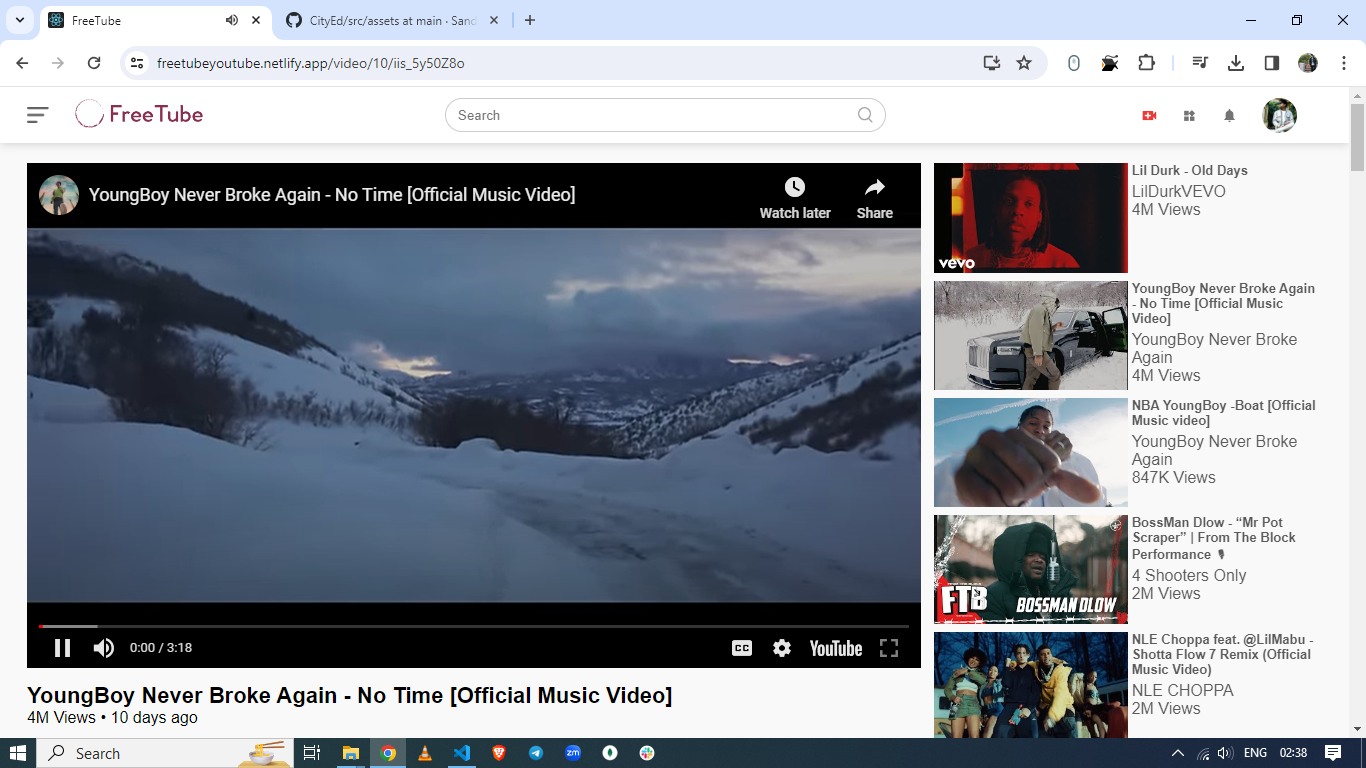 FreeTube
CityEd/src/assets at main · Sand
freetubeyoutube.netlify.app/video/10/iis_5y50Z8o
FreeTube
Search
YoungBoy Never Broke Again - No Time [Official Music Video]
Watch later
Share
0:00 / 3:18
CC
YouTube
YoungBoy Never Broke Again - No Time [Official Music Video]
4M Views • 10 days ago
vevo
Lil Durk - Old Days
LilDurkVEVO
4M Views
YoungBoy Never Broke Again
- No Time [Official Music
Video]
YoungBoy Never Broke
Again
4M Views
NBA YoungBoy -Boat [Official
Music video]
YoungBoy Never Broke
Again
847K Views
FTB
BOSSMAN DLOW
BossMan Dlow - “Mr Pot
Scraper” | From The Block
Performance 🎙
4 Shooters Only
2M Views
NLE Choppa feat. @LilMabu -
Shotta Flow 7 Remix (Official
Music Video)
NLE CHOPPA
2M Views
Search
zm
ENG
02:38